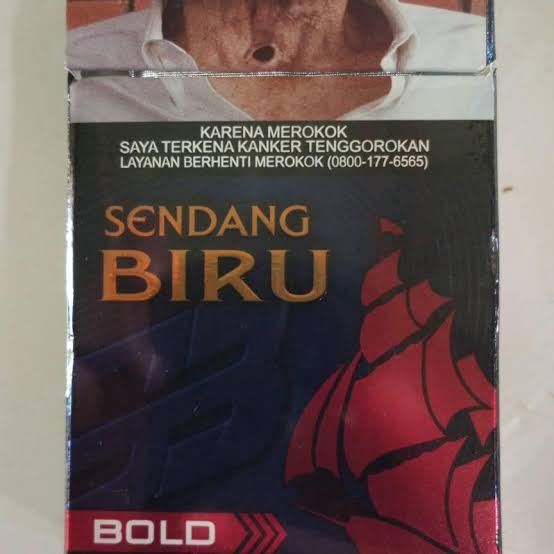 KARENA MEROKOK
SAYA TERKENA KANKER TENGGOROKAN
LAYANAN BERHENTI MEROKOK (0800-177-6565)
SENDANG
BIRU
BOLD